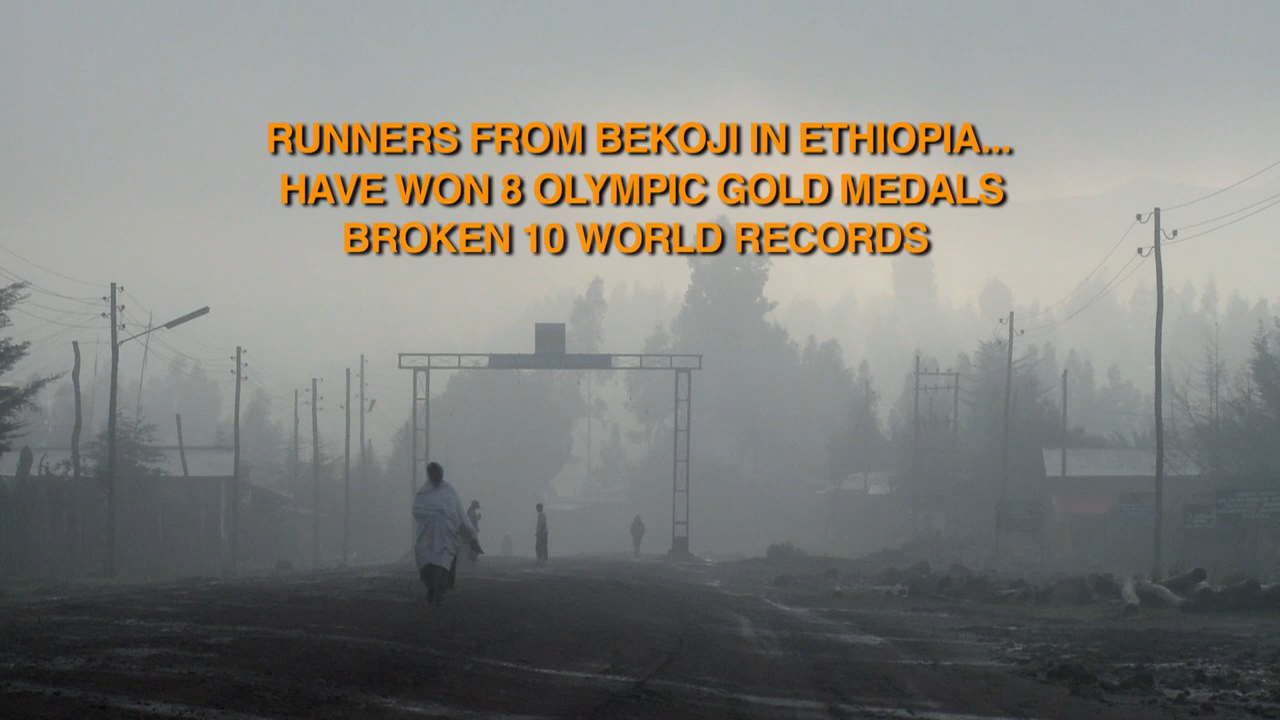 RUNNERS FROM BEKOJI IN ETHIOPIA...
HAVE WON 8 OLYMPIC GOLD MEDALS
BROKEN 10 WORLD RECORDS